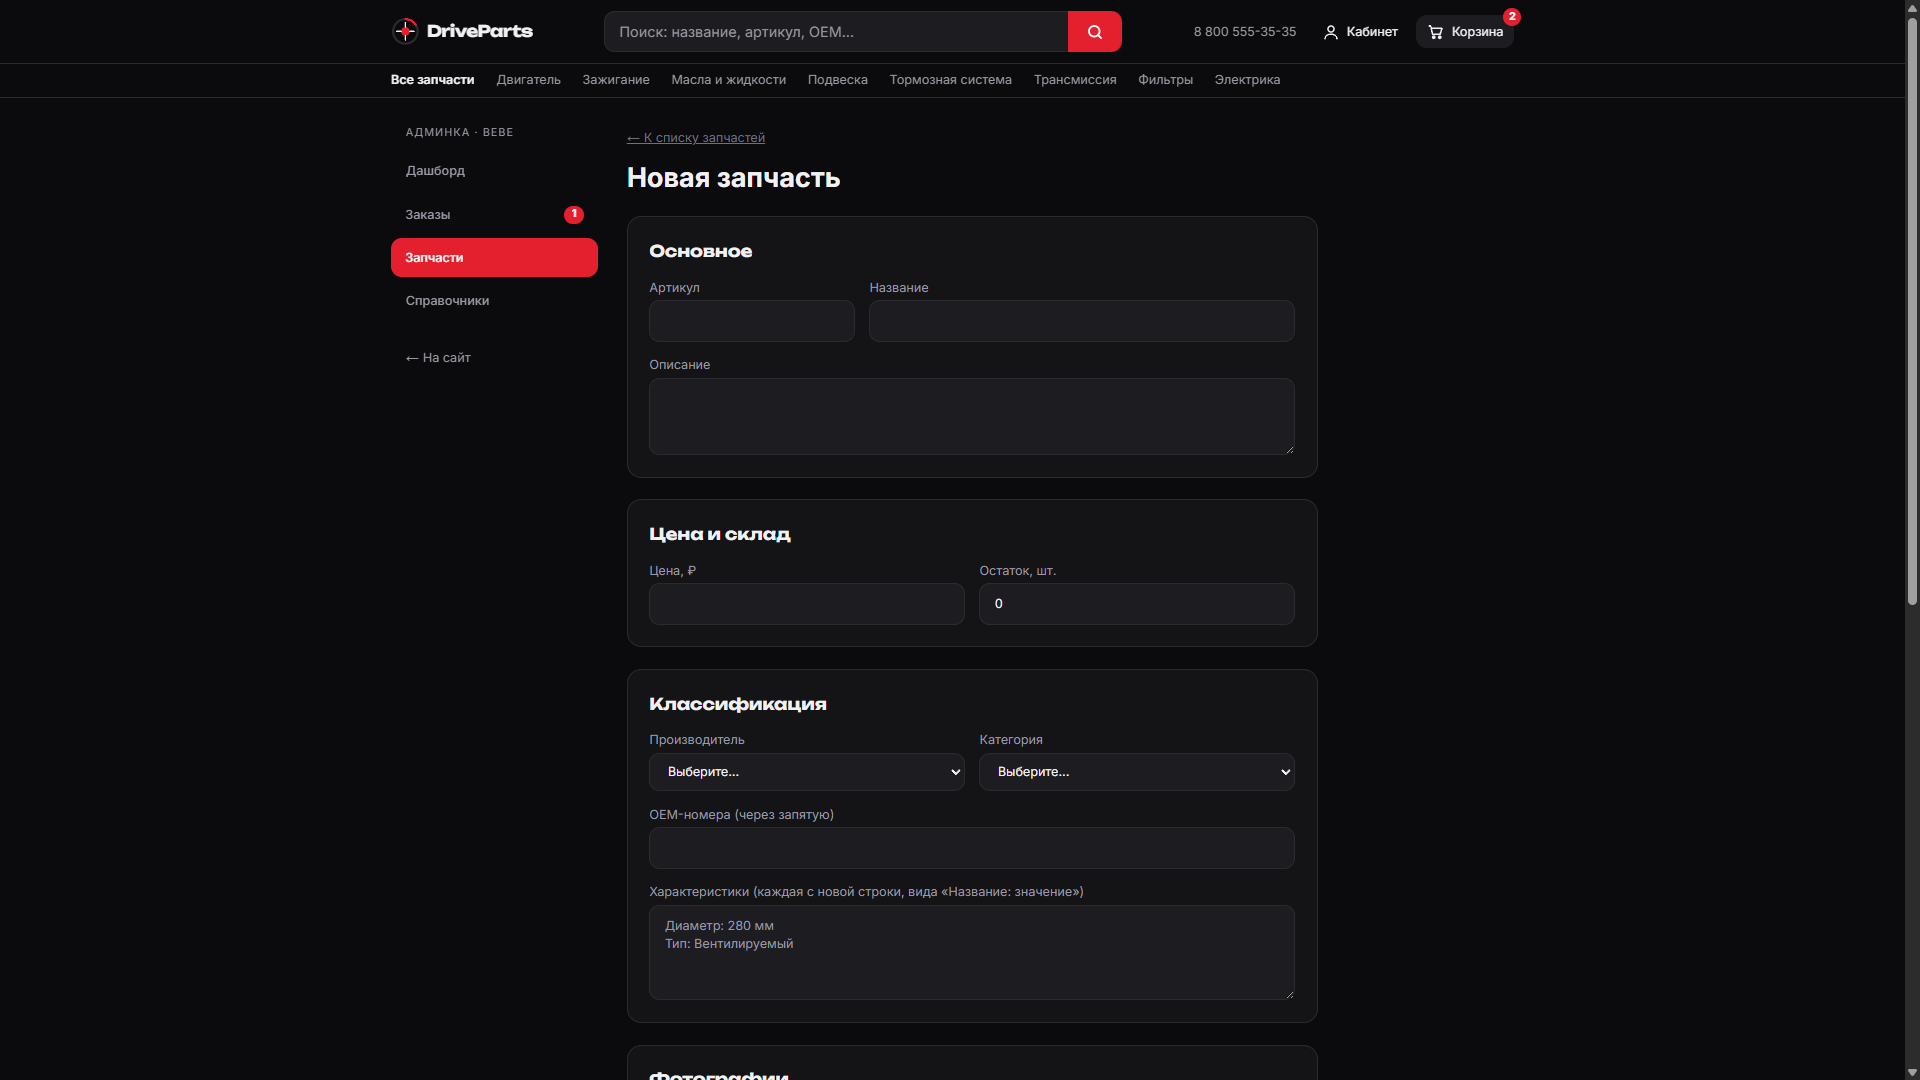 DriveParts
Поиск: название, артикул, OEM...
8 800 555-35-35
Кабинет
Корзина
2
Все запчасти
Двигатель
Зажигание
Масла и жидкости
Подвеска
Тормозная система
Трансмиссия
Фильтры
Электрика
АДМИНКА · BEBE
Дашборд
Заказы
1
Запчасти
Справочники
← На сайт
← К списку запчастей
Новая запчасть
Основное
Артикул
Название
Описание
Цена и склад
Цена, ₽
Остаток, шт.
0
Классификация
Производитель
Категория
Выберите...
Выберите...
OEM-номера (через запятую)
Характеристики (каждая с новой строки, вида «Название: значение»)
Диаметр: 280 мм
Тип: Вентилируемый
Фотографии